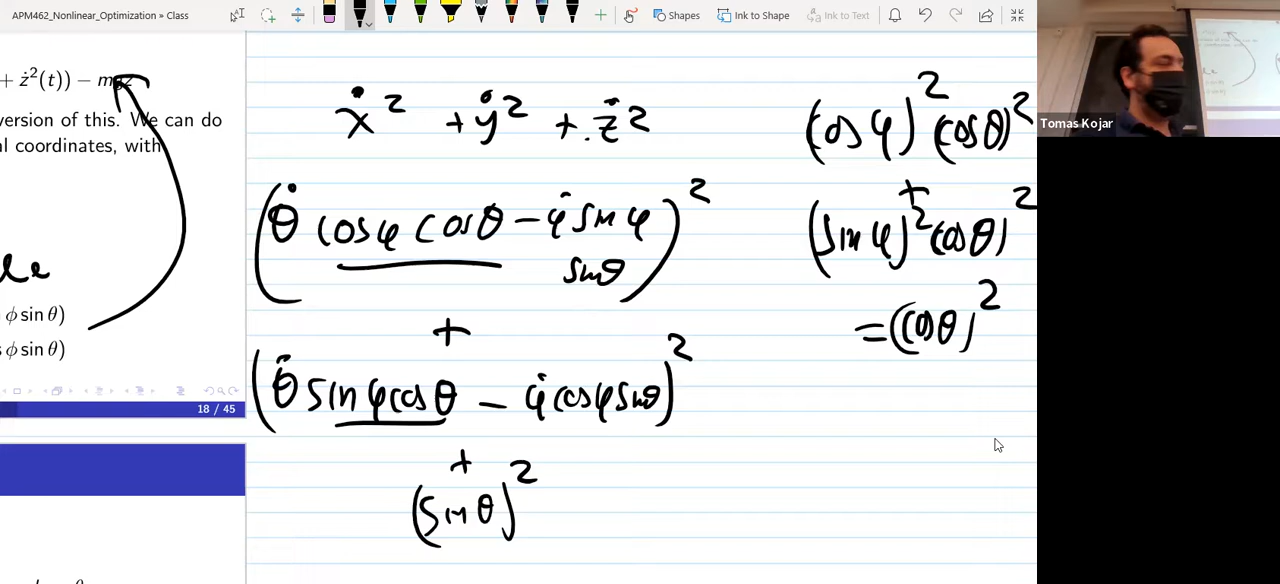 APM462_Nonlinear_Optimization » Class
Shapes
Ink to Shape
Ink to Text
+ ż²(t)) − mgz
version of this. We can do
l coordinates, with
ϕ sin θ)
ϕ sin θ)
18 / 45
ẋ² + ẏ² + ż²
(θ̇ cosφ cosθ − φ̇ sinφ
sinθ)²
+
(θ̇ sinφ cosθ − φ̇ cosφ sinθ)²
+
(sinθ)²
(cosφ)² (cosθ)²
+
(sinφ)² (cosθ)²
= (cosθ)²
Tomas Kojar